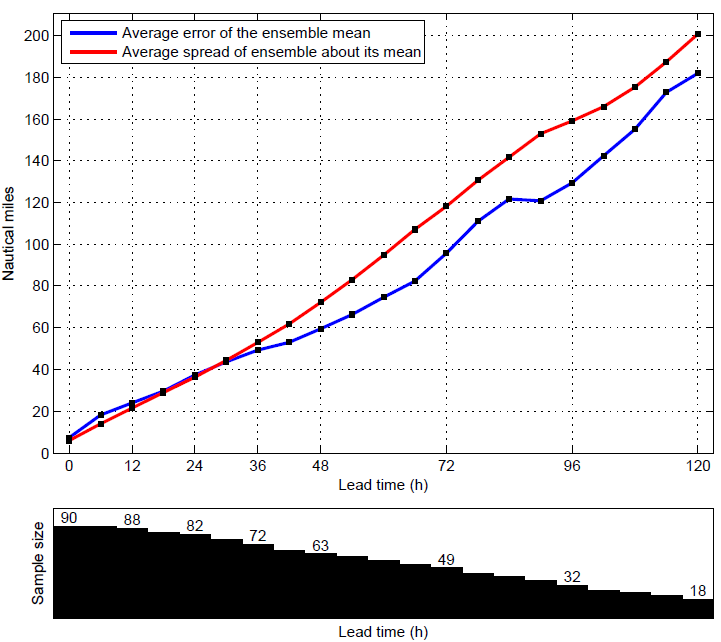 Average error of the ensemble mean
Average spread of ensemble about its mean
200
180
160
140
120
100
80
60
40
20
0
Nautical miles
0 12 24 36 48 72 96 120
Lead time (h)
90 88 82 72 63 49 32 18
Sample size
Lead time (h)